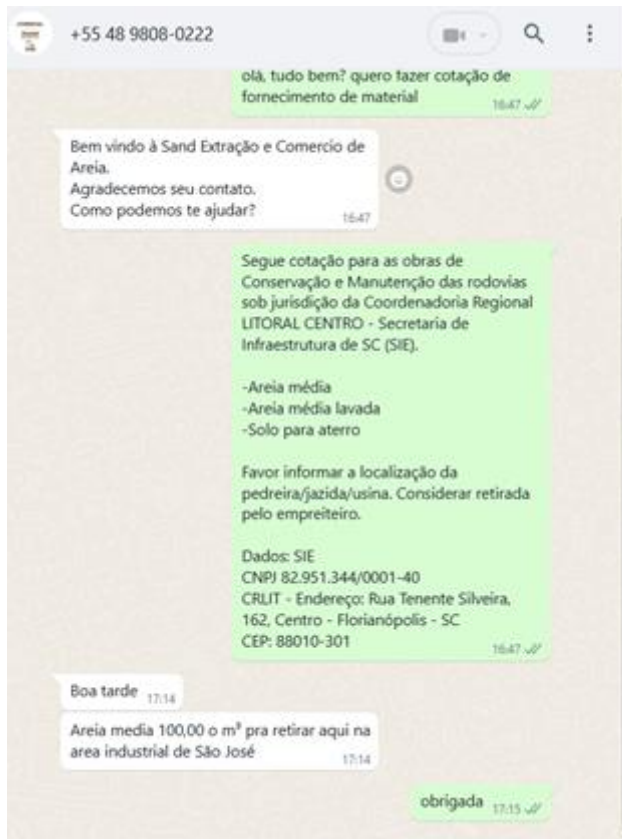 +55 48 9808-0222
olá, tudo bem? quero fazer cotação de
fornecimento de material
16:47
Bem vindo à Sand Extração e Comercio de
Areia.
Agradecemos seu contato.
Como podemos te ajudar?
16:47
Segue cotação para as obras de
Conservação e Manutenção das rodovias
sob jurisdição da Coordenadoria Regional
LITORAL CENTRO - Secretaria de
Infraestrutura de SC (SIE).
-Areia média
-Areia média lavada
-Solo para aterro
Favor informar a localização da
pedreira/jazida/usina. Considerar retirada
pelo empreiteiro.
Dados: SIE
CNPJ 82.951.344/0001-40
CRLIT - Endereço: Rua Tenente Silveira,
162, Centro - Florianópolis - SC
CEP: 88010-301
16:47
Boa tarde
17:14
Areia media 100,00 o m³ pra retirar aqui na
area industrial de São José
17:14
obrigada
17:15